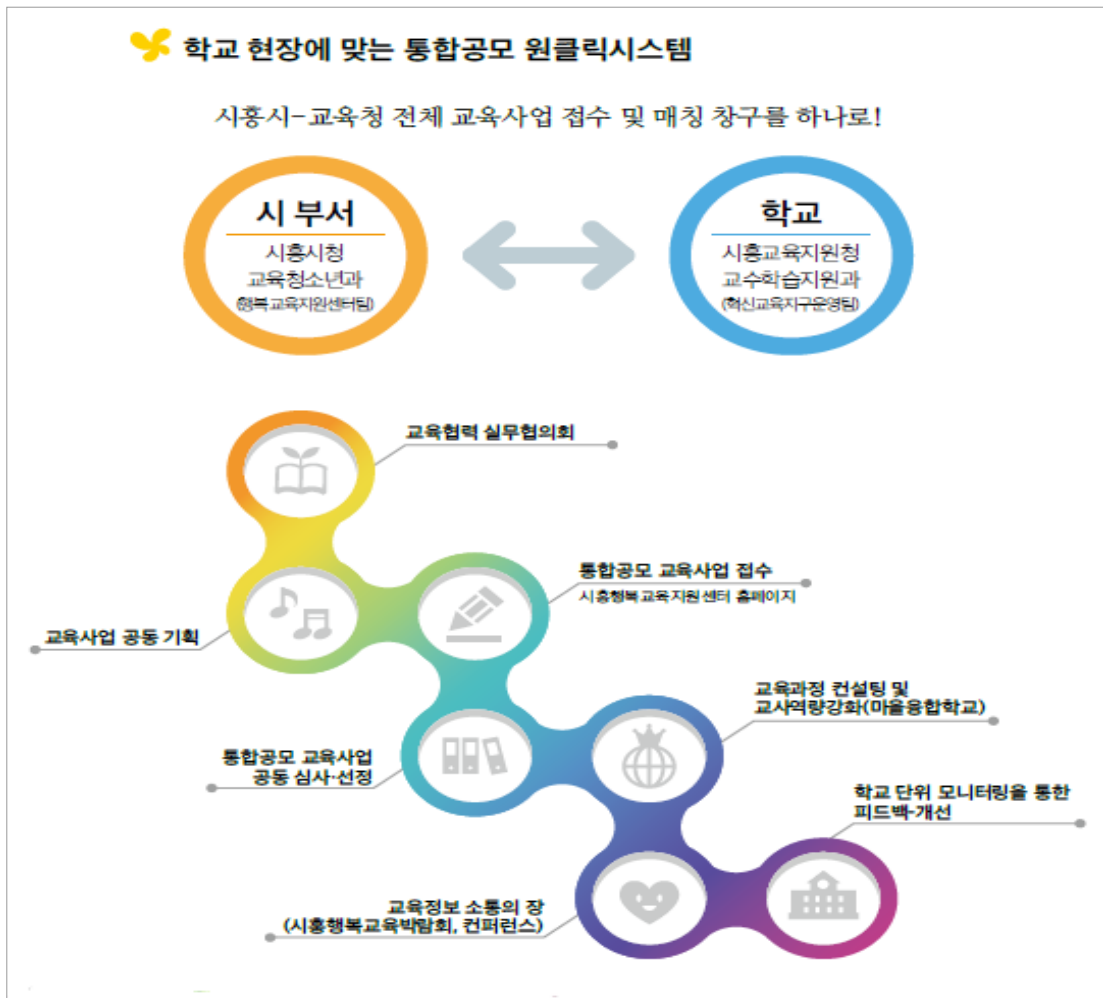 학교 현장에 맞는 통합공모 원클릭시스템
시흥시-교육청 전체 교육사업 접수 및 매칭 창구를 하나로!
시 부서
시흥시청
교육청소년과
(행복교육지원센터팀)
학교
시흥교육지원청
교수학습지원과
(혁신교육지구운영팀)
교육협력 실무협의회
교육사업 공동 기획
통합공모 교육사업 접수
시흥행복교육지원센터 홈페이지
통합공모 교육사업
공동 심사·선정
교육과정 컨설팅 및
교사역량강화(마을융합학교)
교육정보 소통의 장
(시흥행복교육박람회, 컨퍼런스)
학교 단위 모니터링을 통한
피드백-개선